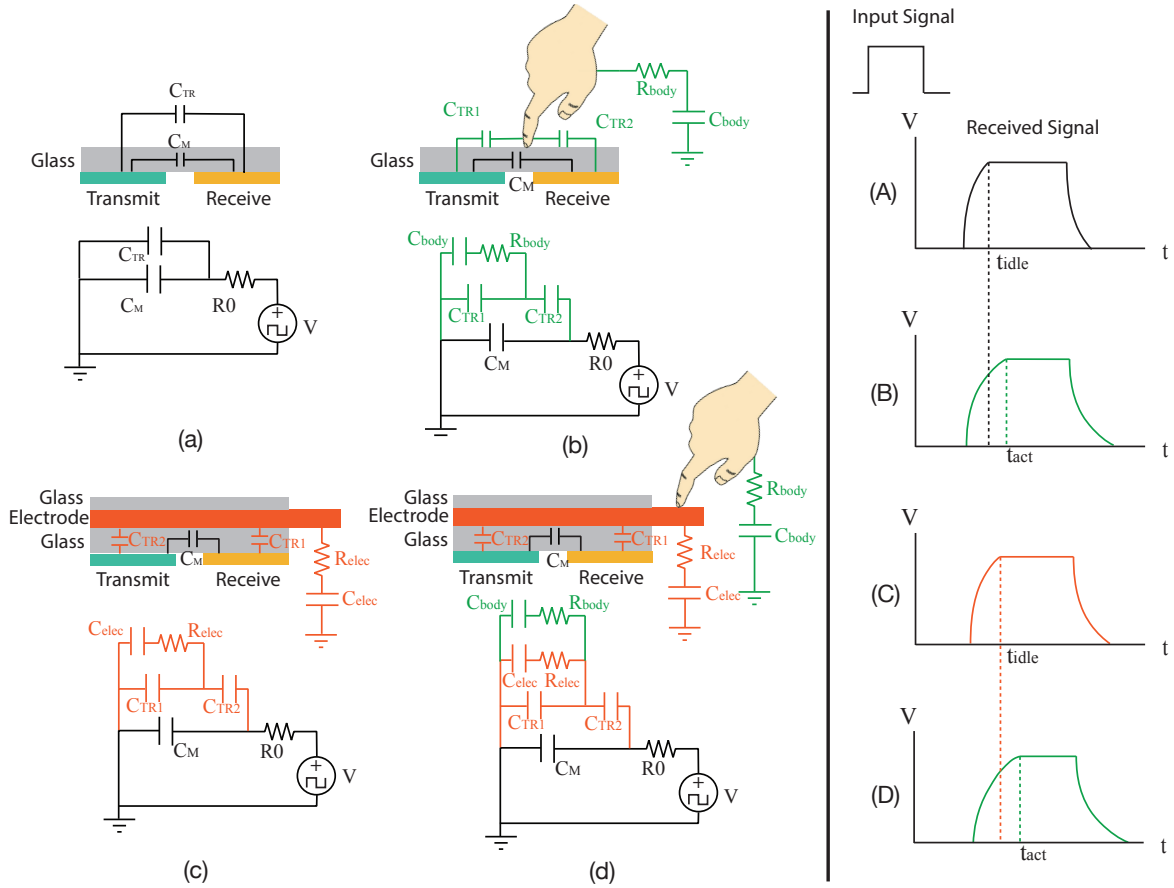 CTR
CM
Glass
Transmit
Receive
CTR
CM
R0
V
(a)
Rbody
Cbody
CTR1
CTR2
Glass
CM
Transmit
Receive
Cbody
Rbody
CTR1
CTR2
CM
R0
V
(b)
Glass
Electrode
Glass
CTR2
CM
CTR1
Transmit
Receive
Relec
Celec
Celec
Relec
CTR1
CTR2
CM
R0
V
(c)
Glass
Electrode
Glass
CTR2
CM
CTR1
Transmit
Receive
Relec
Celec
Rbody
Cbody
Cbody
Rbody
Celec
Relec
CTR1
CTR2
CM
R0
V
(d)
Input Signal
V
Received Signal
(A)
tidle
t
V
(B)
tact
t
V
(C)
tidle
t
V
(D)
tact
t